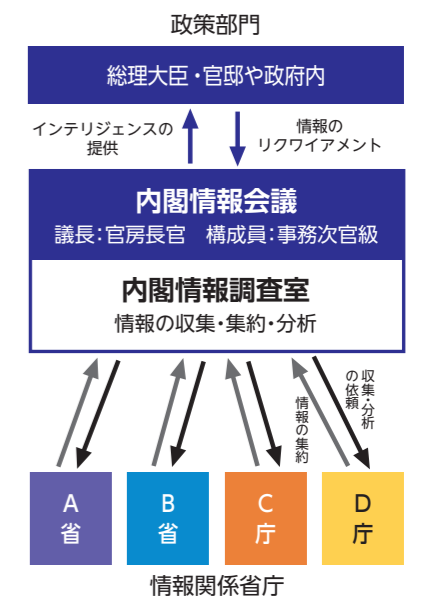 政策部門
総理大臣・官邸や政府内
インテリジェンスの
提供
情報の
リクワイアメント
内閣情報会議
議長：官房長官　構成員：事務次官級
内閣情報調査室
情報の収集・集約・分析
収集・分析
の依頼
情報の集約
A
省
B
省
C
庁
D
庁
情報関係省庁